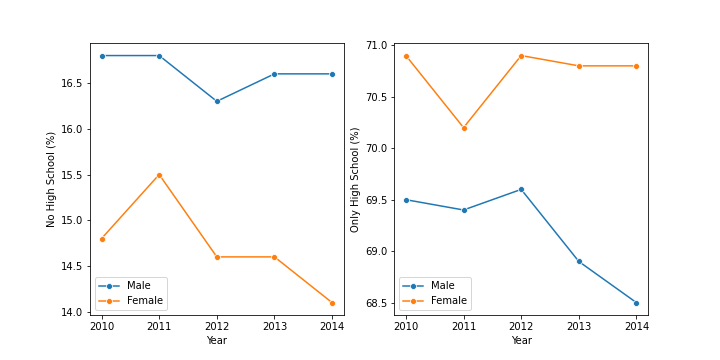 No High School (%)
16.5
16.0
15.5
15.0
14.5
14.0
Male
Female
2010 2011 2012 2013 2014
Year
Only High School (%)
71.0
70.5
70.0
69.5
69.0
68.5
Male
Female
2010 2011 2012 2013 2014
Year